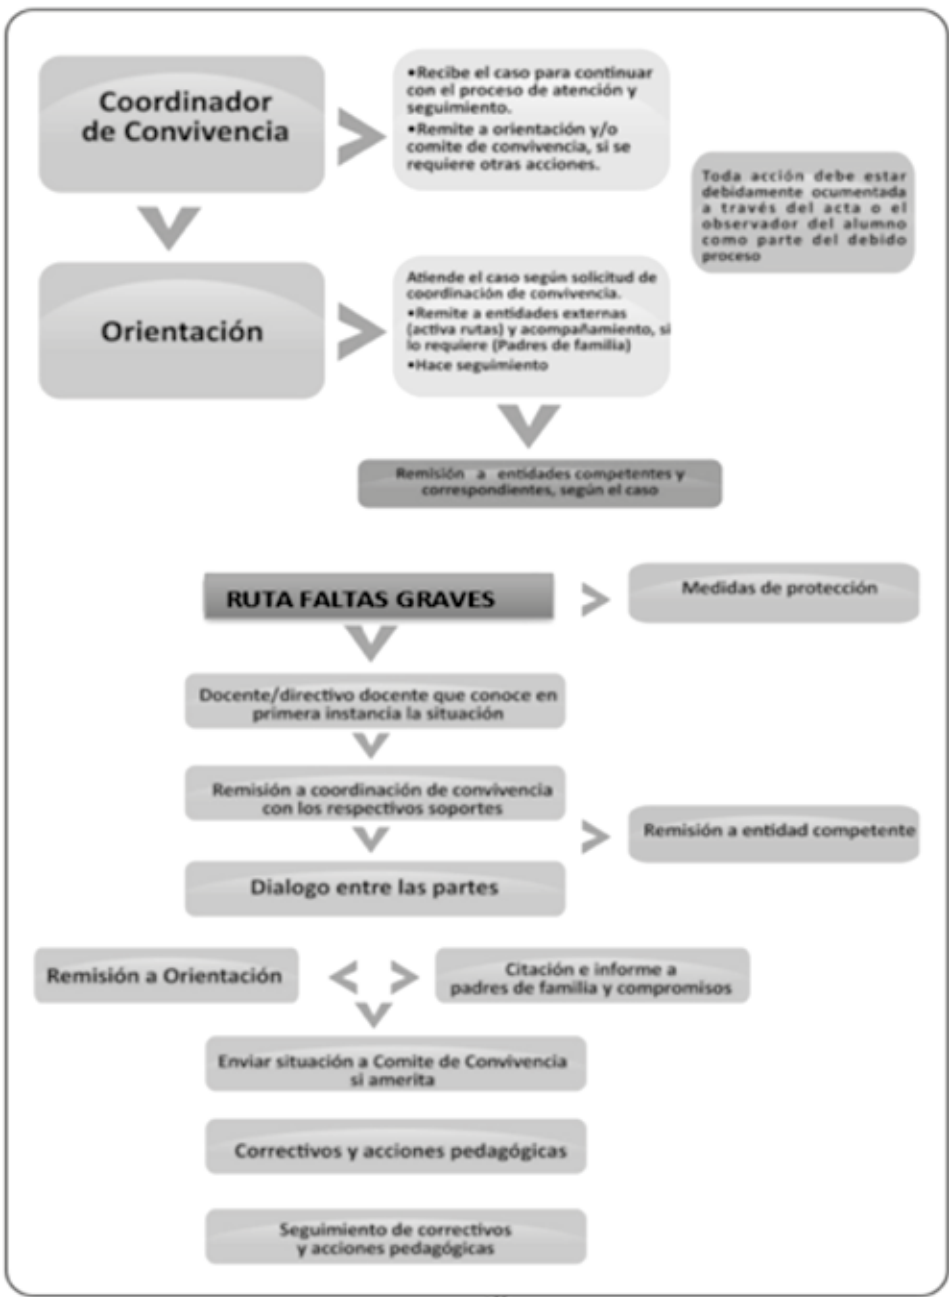 Coordinador
de Convivencia
•Recibe el caso para continuar
con el proceso de atención y
seguimiento.
•Remite a orientación y/o
comite de convivencia, si se
requiere otras acciones.
Toda acción debe estar
debidamente ocumentada
a través del acta o el
observador del alumno
como parte del debido
proceso
Orientación
Atiende el caso según solicitud de
coordinación de convivencia.
•Remite a entidades externas
(activa rutas) y acompañamiento, si
lo requiere (Padres de familia)
•Hace seguimiento
Remisión a entidades competentes y
correspondientes, según el caso
RUTA FALTAS GRAVES
Medidas de protección
Docente/directivo docente que conoce en
primera instancia la situación
Remisión a coordinación de convivencia
con los respectivos soportes
Remisión a entidad competente
Dialogo entre las partes
Remisión a Orientación
Citación e informe a
padres de familia y compromisos
Enviar situación a Comite de Convivencia
si amerita
Correctivos y acciones pedagógicas
Seguimiento de correctivos
y acciones pedagógicas